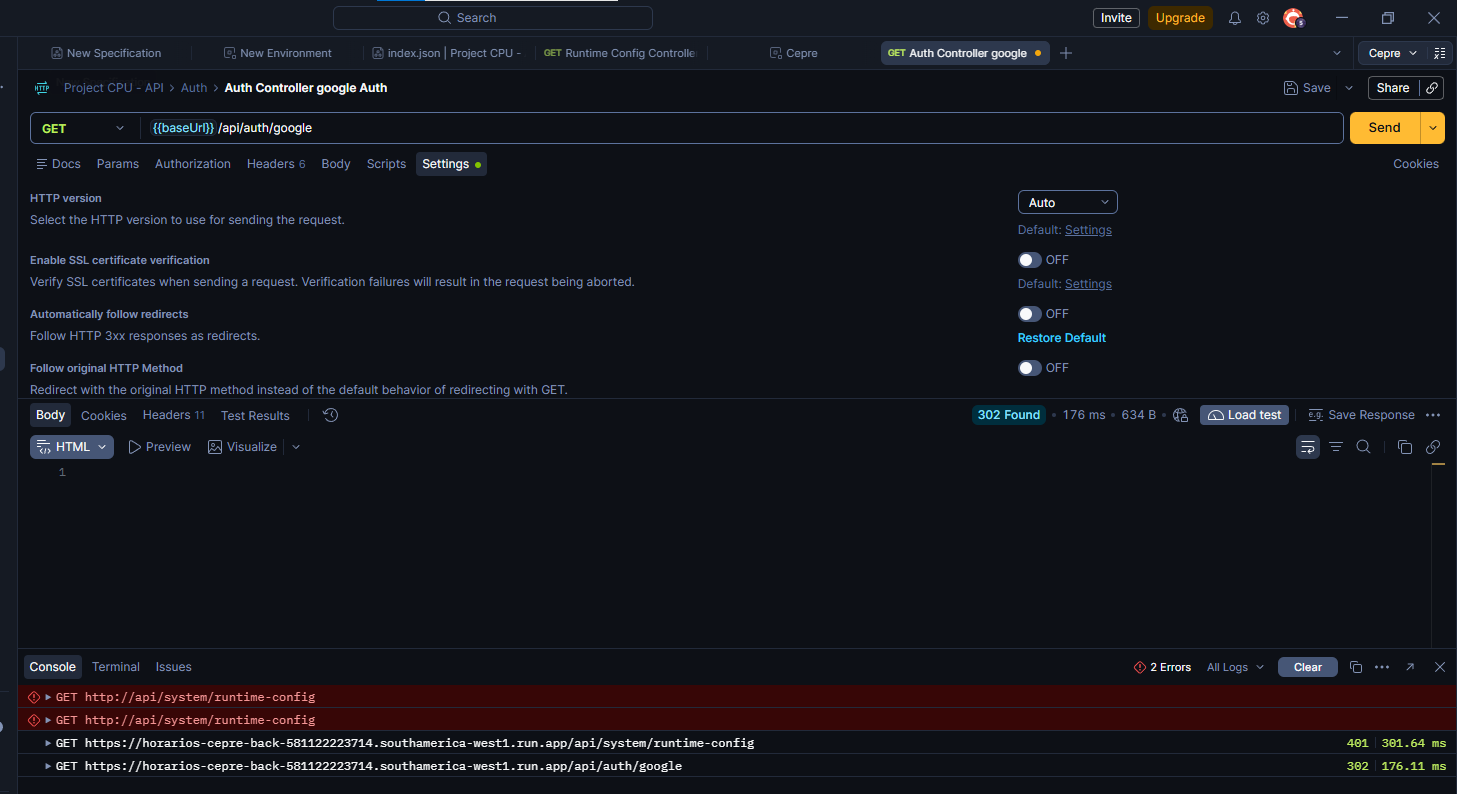 Search
Invite
Upgrade
New Specification
New Environment
index.json | Project CPU -
GET Runtime Config Controlle
Cepre
GET Auth Controller google
Cepre
HTTP
Project CPU - API > Auth > Auth Controller google Auth
Save
Share
GET
{{baseUrl}} /api/auth/google
Send
Docs
Params
Authorization
Headers 6
Body
Scripts
Settings
Cookies
HTTP version
Select the HTTP version to use for sending the request.
Auto
Default: Settings
Enable SSL certificate verification
Verify SSL certificates when sending a request. Verification failures will result in the request being aborted.
OFF
Default: Settings
Automatically follow redirects
Follow HTTP 3xx responses as redirects.
OFF
Restore Default
Follow original HTTP Method
Redirect with the original HTTP method instead of the default behavior of redirecting with GET.
OFF
Body
Cookies
Headers 11
Test Results
302 Found
176 ms
634 B
Load test
e.g. Save Response
HTML
Preview
Visualize
1
Console
Terminal
Issues
2 Errors
All Logs
Clear
GET http://api/system/runtime-config
GET http://api/system/runtime-config
GET https://horarios-cepre-back-581122223714.southamerica-west1.run.app/api/system/runtime-config 401 301.64 ms
GET https://horarios-cepre-back-581122223714.southamerica-west1.run.app/api/auth/google 302 176.11 ms